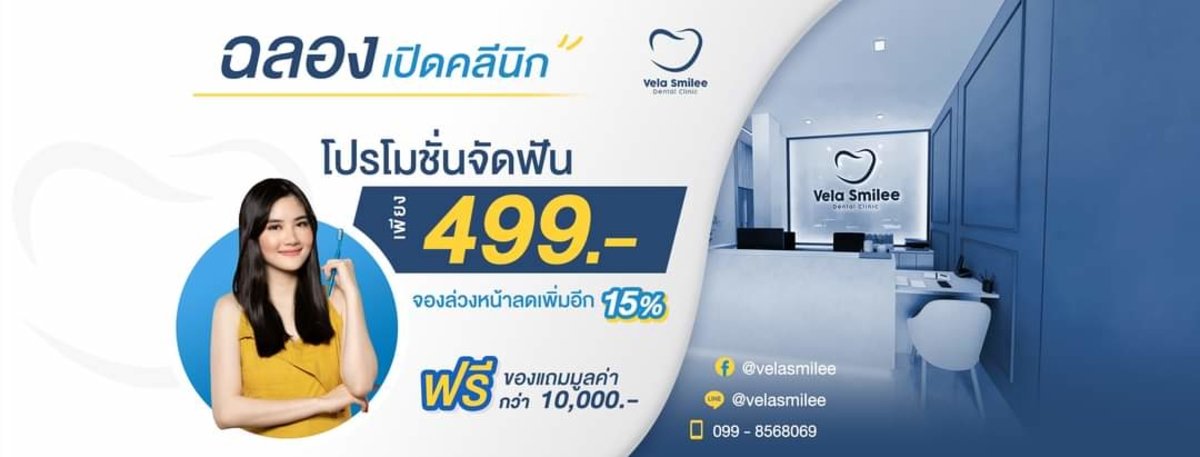 ฉลองเปิดคลีนิก
Vela Smilee
Dental Clinic
โปรโมชั่นจัดฟัน
เพียง 499.-
จองล่วงหน้าลดเพิ่มอีก 15%
ฟรี ของแถมมูลค่า
กว่า 10,000.-
Vela Smilee
Dental Clinic
@velasmilee
@velasmilee
099 - 8568069